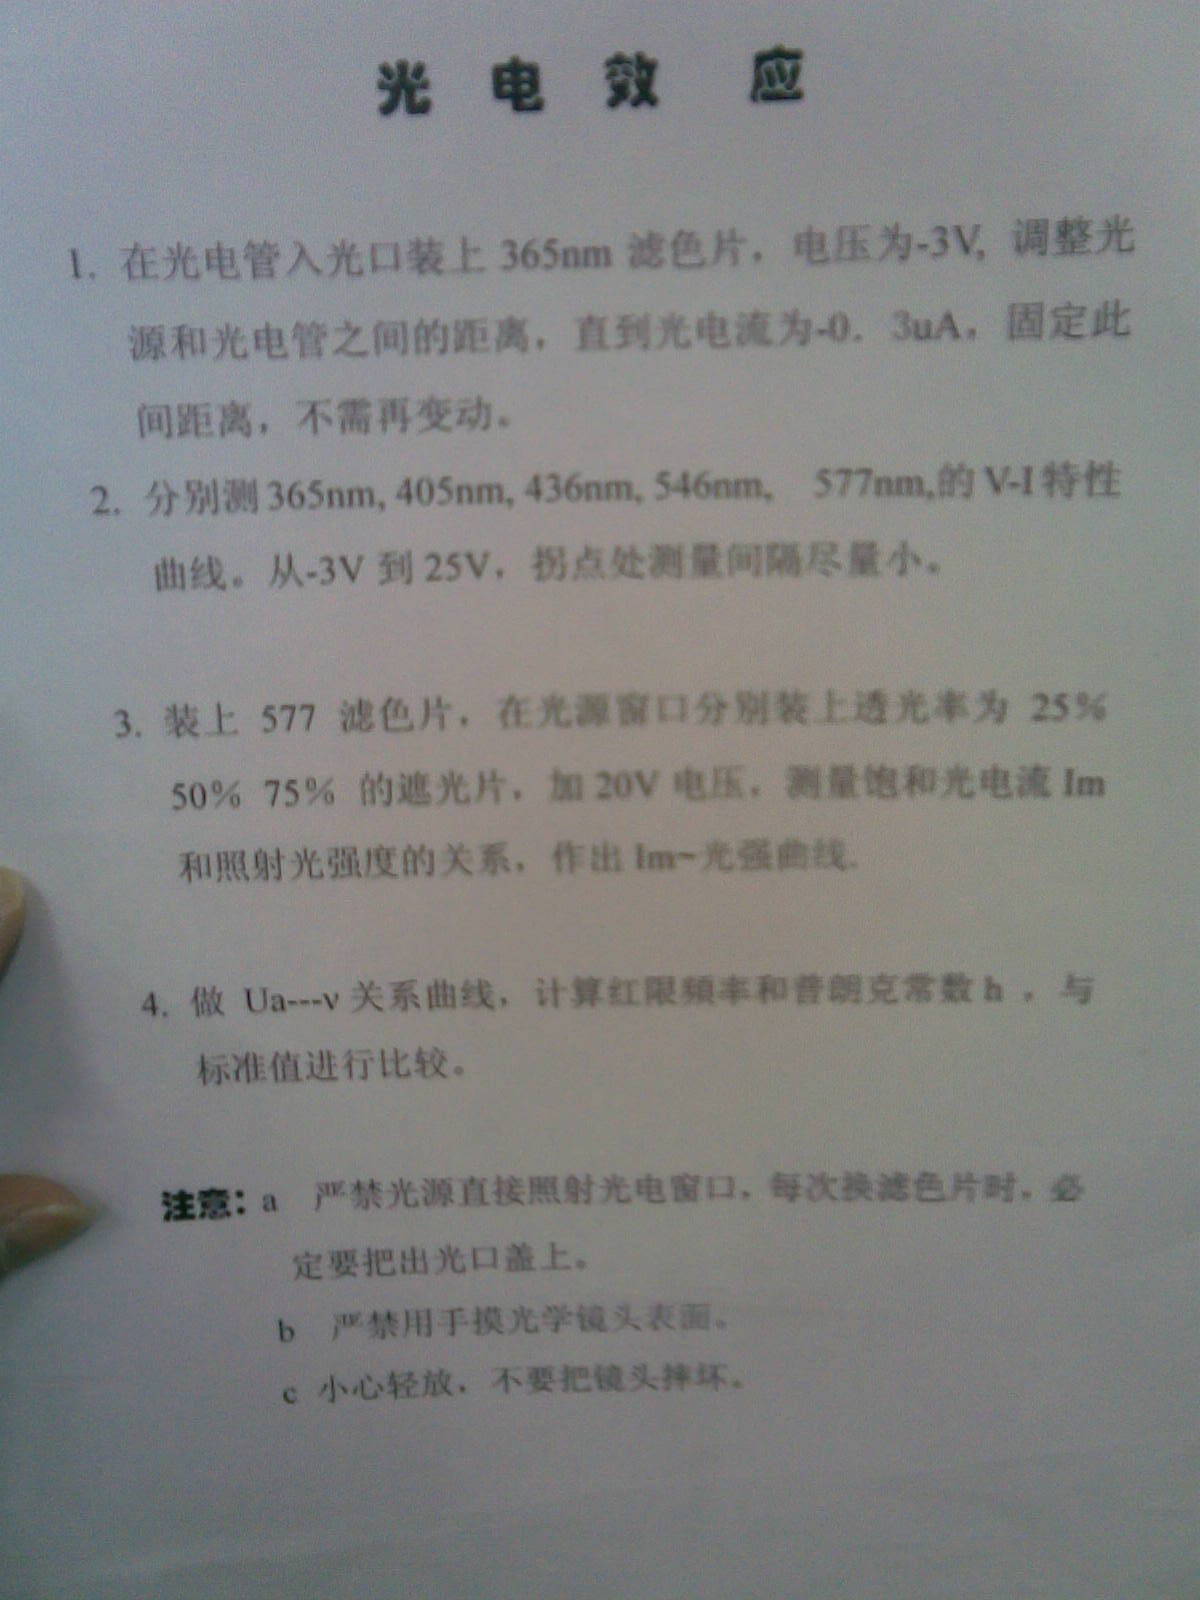 光 电 效 应
1. 在光电管入光口装上 365nm 滤色片，电压为-3V, 调整光
源和光电管之间的距离，直到光电流为-0．3uA，固定此
间距离，不需再变动。
2. 分别测 365nm, 405nm, 436nm, 546nm,  577nm,的 V-I 特性
曲线。从-3V 到 25V，拐点处测量间隔尽量小。
3. 装上 577 滤色片，在光源窗口分别装上透光率为 25%
50% 75% 的遮光片，加 20V 电压，测量饱和光电流 Im
和照射光强度的关系，作出 Im~光强曲线.
4. 做 Ua---ν 关系曲线，计算红限频率和普朗克常数 h ，与
标准值进行比较。
注意：a 严禁光源直接照射光电窗口，每次换滤色片时，必
定要把出光口盖上。
b 严禁用手摸光学镜头表面。
c 小心轻放，不要把镜头摔坏。